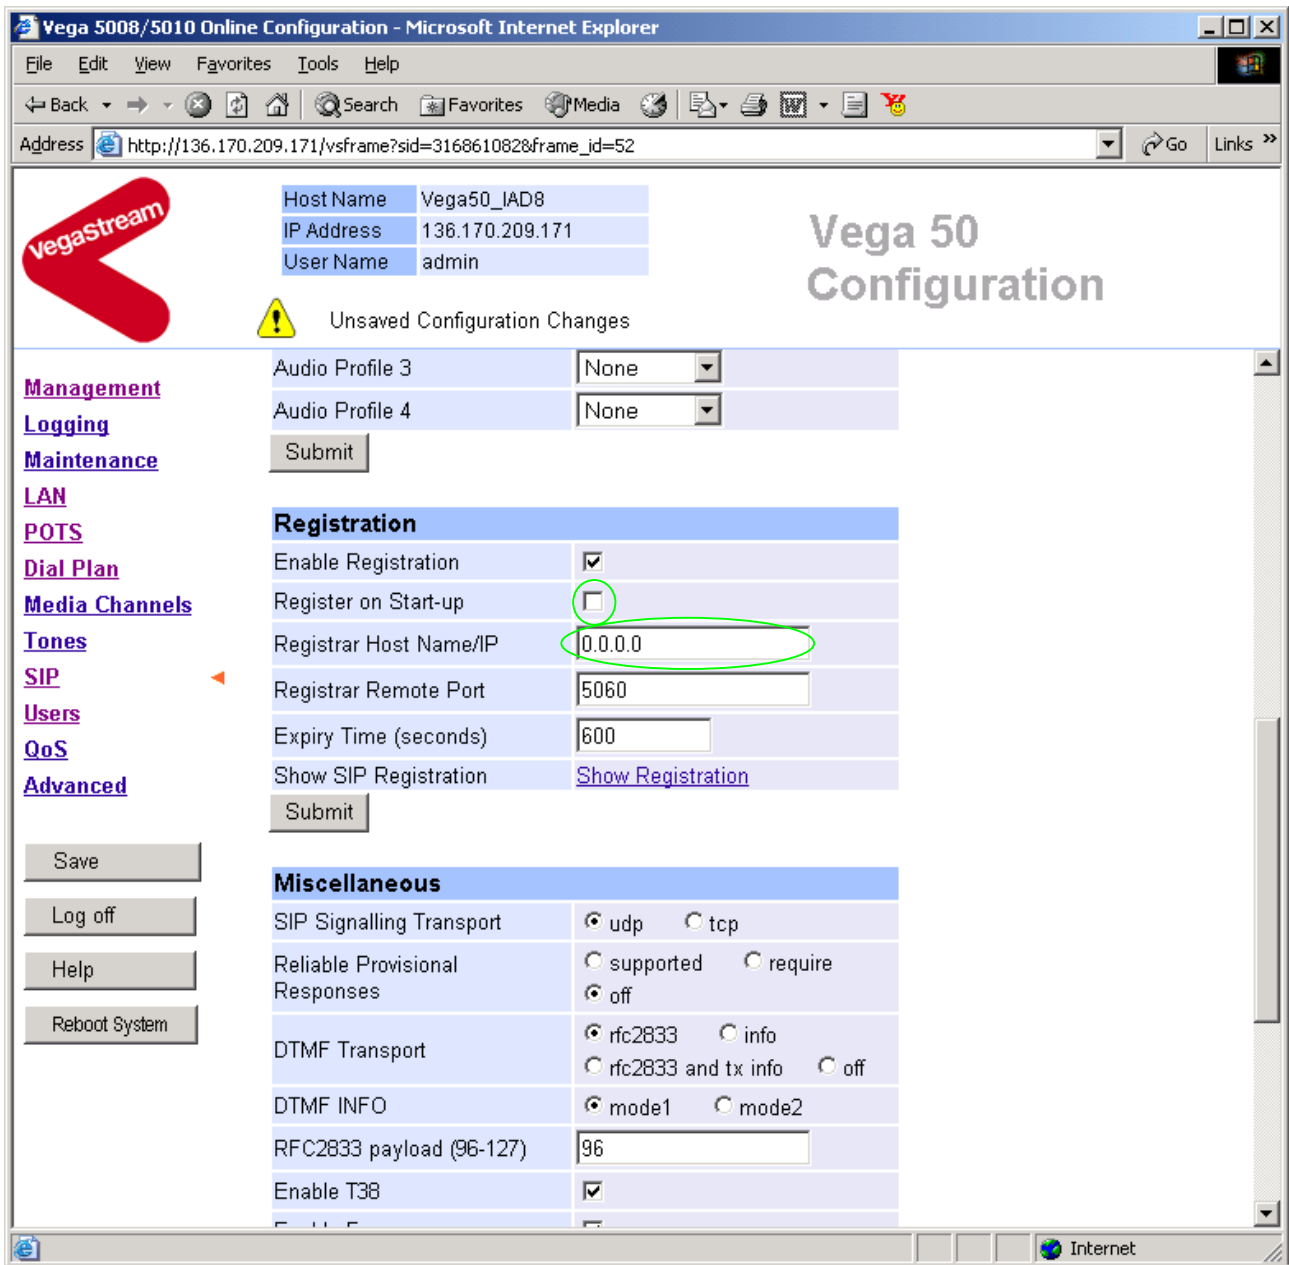 Vega 5008/5010 Online Configuration - Microsoft Internet Explorer
File Edit View Favorites Tools Help
Back Search Favorites Media
Address http://136.170.209.171/vsframe?sid=316861082&frame_id=52 Go Links »
vegastream
Host Name Vega50_IAD8
IP Address 136.170.209.171
User Name admin
Vega 50
Configuration
Unsaved Configuration Changes
Management
Logging
Maintenance
LAN
POTS
Dial Plan
Media Channels
Tones
SIP
Users
QoS
Advanced
Save
Log off
Help
Reboot System
Audio Profile 3 None
Audio Profile 4 None
Submit
Registration
Enable Registration
Register on Start-up
Registrar Host Name/IP 0.0.0.0
Registrar Remote Port 5060
Expiry Time (seconds) 600
Show SIP Registration Show Registration
Submit
Miscellaneous
SIP Signalling Transport udp tcp
Reliable Provisional
Responses
supported require
off
DTMF Transport
rfc2833 info
rfc2833 and tx info off
DTMF INFO mode1 mode2
RFC2833 payload (96-127) 96
Enable T38
Internet